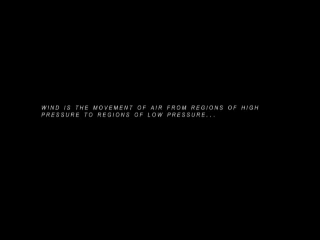 WIND IS THE MOVEMENT OF AIR FROM REGIONS OF HIGH
PRESSURE TO REGIONS OF LOW PRESSURE...